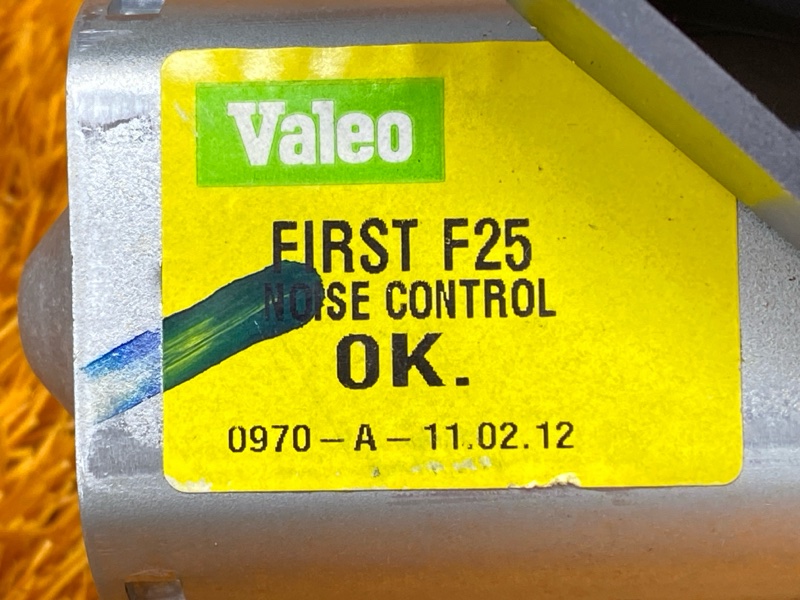 Valeo
FIRST F25
NOISE CONTROL
OK.
0970-A-11.02.12